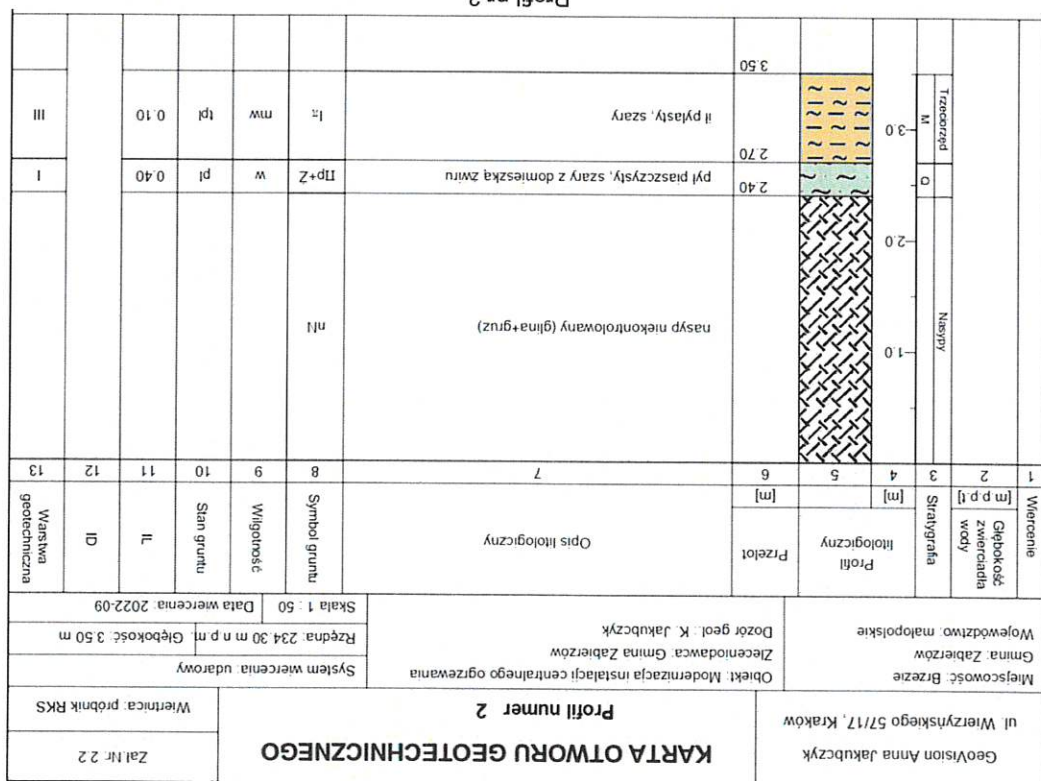 GeoVision Anna Jakubczyk
ul. Wierzyńskiego 57/17, Kraków
KARTA OTWORU GEOTECHNICZNEGO
Profil numer 2
Zał.Nr: 2.2
Wiertnica: próbnik RKS
Miejscowość: Brzezie
Gmina: Zabierzów
Województwo: małopolskie
Obiekt: Modernizacja instalacji centralnego ogrzewania
Zleceniodawca: Gmina Zabierzów
Dozór geol.: K. Jakubczyk
System wiercenia: udarowy
Rzędna: 234.30 m n.p.m. Głębokość: 3.50 m
Skala 1 : 50 Data wiercenia: 2022-09
Wiercenie
Głębokość
zwierciadła
wody
[m p.p.t.]
Stratygrafia
Profil
litologiczny
[m]
Przelot
[m]
Opis litologiczny
Symbol gruntu
Wilgotność
Stan gruntu
IL
ID
Warstwa
geotechniczna
1 2 3 4 5 6 7 8 9 10 11 12 13
Nasypy
1.0
2.0
nasyp niekontrolowany (glina+gruz)
nN
2.40
Q
pył piaszczysty, szary z domieszką żwiru
Πp+Ż
w
pl
0.40
I
2.70
Trzeciorzęd
M
3.0
ił pylasty, szary
Iπ
mw
tpl
0.10
III
3.50
Profil nr 2